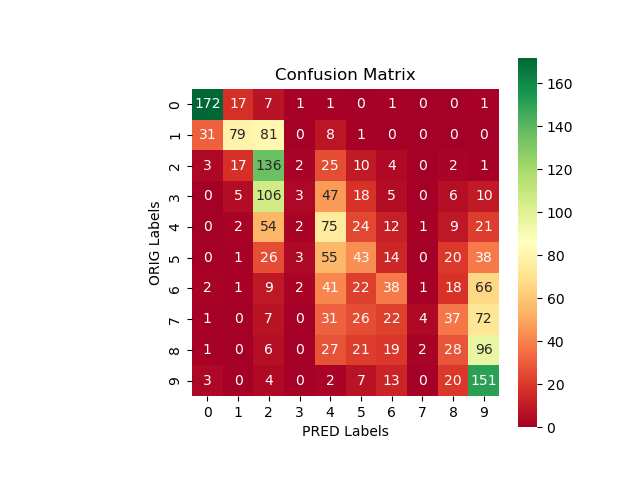 Confusion Matrix
ORIG Labels
0 172 17 7 1 1 0 1 0 0 1
1 31 79 81 0 8 1 0 0 0 0
2 3 17 136 2 25 10 4 0 2 1
3 0 5 106 3 47 18 5 0 6 10
4 0 2 54 2 75 24 12 1 9 21
5 0 1 26 3 55 43 14 0 20 38
6 2 1 9 2 41 22 38 1 18 66
7 1 0 7 0 31 26 22 4 37 72
8 1 0 6 0 27 21 19 2 28 96
9 3 0 4 0 2 7 13 0 20 151
0 1 2 3 4 5 6 7 8 9
PRED Labels
160
140
120
100
80
60
40
20
0